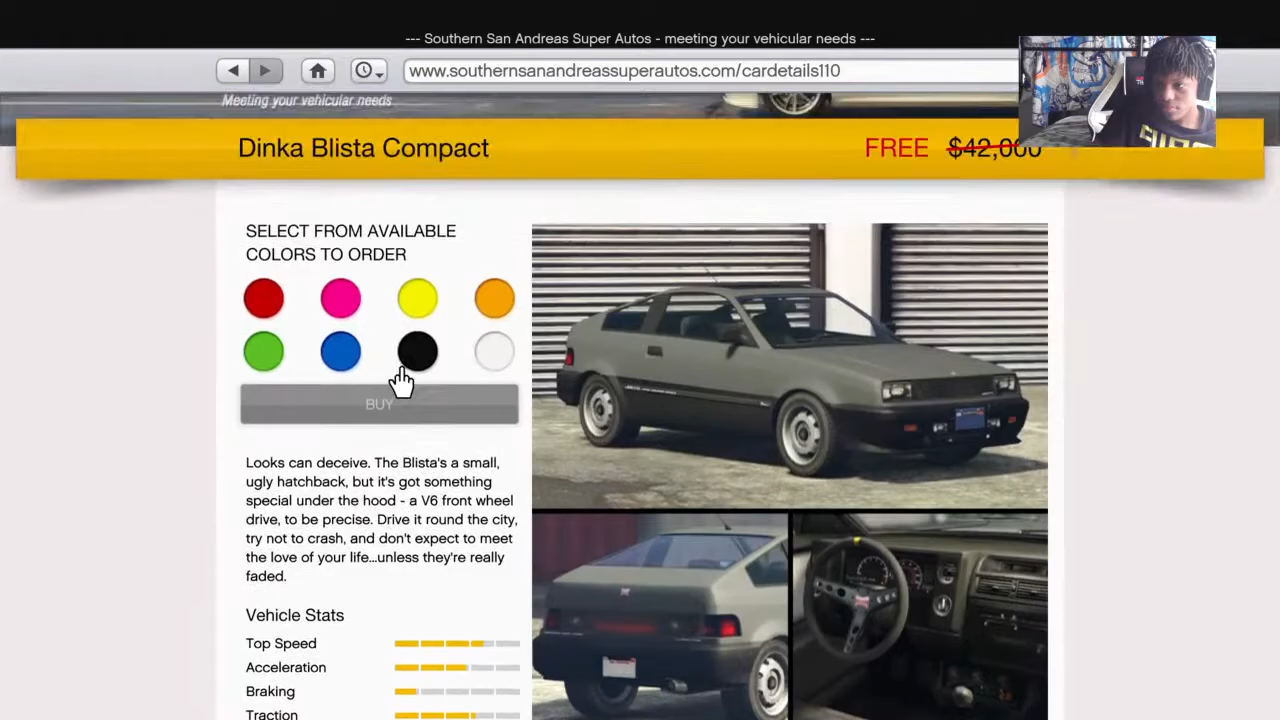 --- Southern San Andreas Super Autos - meeting your vehicular needs ---
www.southernsanandreassuperautos.com/cardetails110
Meeting your vehicular needs
Dinka Blista Compact
FREE $42,000
SELECT FROM AVAILABLE
COLORS TO ORDER
BUY
Looks can deceive. The Blista's a small,
ugly hatchback, but it's got something
special under the hood - a V6 front wheel
drive, to be precise. Drive it round the city,
try not to crash, and don't expect to meet
the love of your life...unless they're really
faded.
Vehicle Stats
Top Speed
Acceleration
Braking
Traction